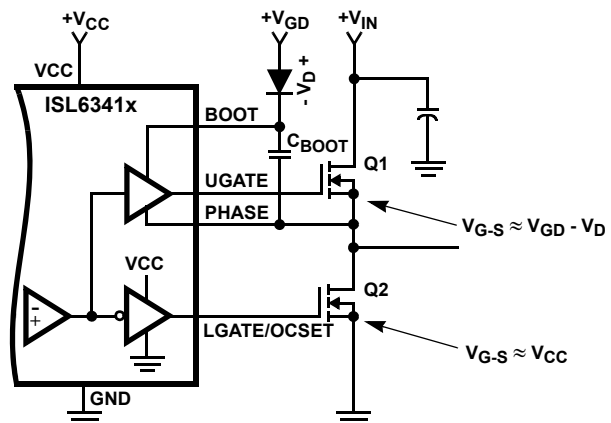 +VCC
+VGD
+VIN
VCC
ISL6341x
- VD +
BOOT
CBOOT
UGATE
Q1
PHASE
VG-S ≈ VGD - VD
VCC
- +
Q2
LGATE/OCSET
VG-S ≈ VCC
GND